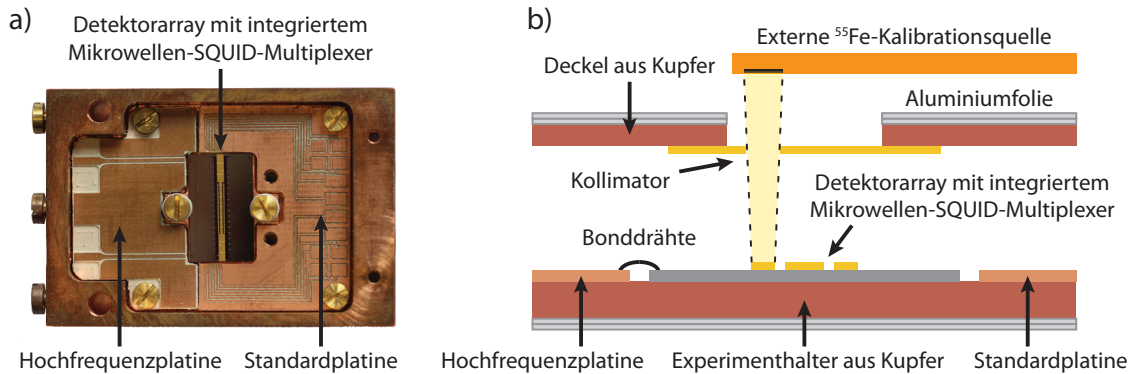 a)
Detektorarray mit integriertem
Mikrowellen-SQUID-Multiplexer
Hochfrequenzplatine
Standardplatine
b)
Externe ⁵⁵Fe-Kalibrationsquelle
Deckel aus Kupfer
Aluminiumfolie
Kollimator
Detektorarray mit integriertem
Mikrowellen-SQUID-Multiplexer
Bonddrähte
Hochfrequenzplatine
Experimenthalter aus Kupfer
Standardplatine